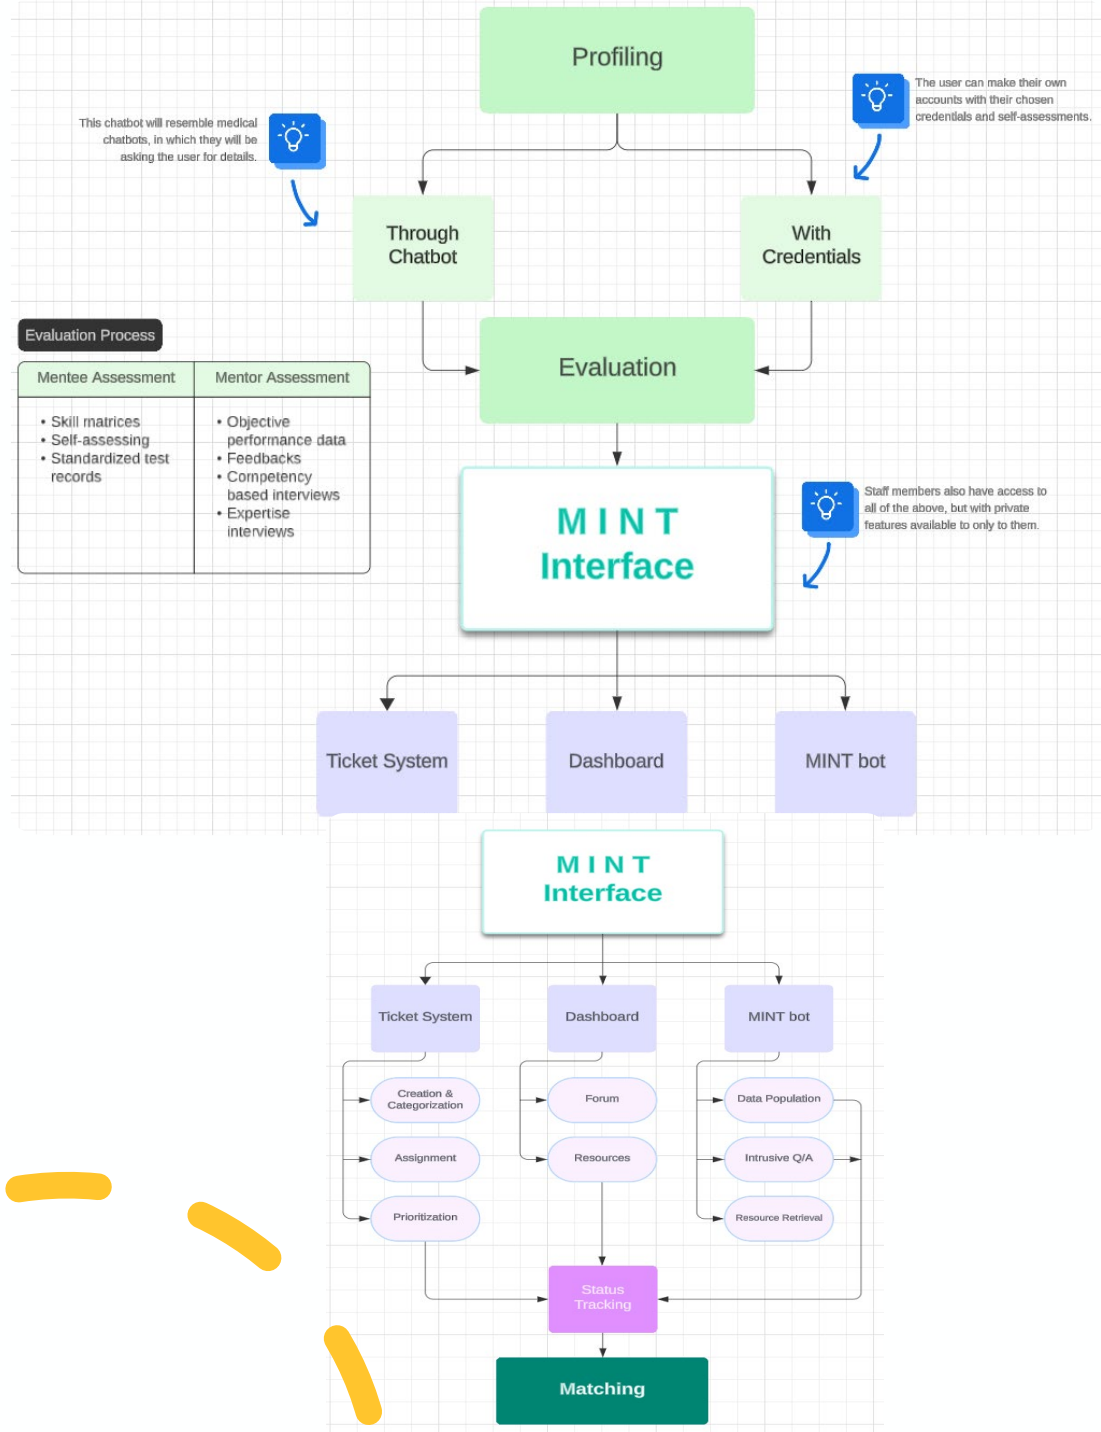 Profiling
The user can make their own
accounts with their chosen
credentials and self-assessments.
This chatbot will resemble medical
chatbots, in which they will be
asking the user for details.
Through
Chatbot
With
Credentials
Evaluation Process
Mentee Assessment
• Skill matrices
• Self-assessing
• Standardized test
records
Mentor Assessment
• Objective
performance data
• Feedbacks
• Competency
based interviews
• Expertise
interviews
Evaluation
M I N T
Interface
Staff members also have access to
all of the above, but with private
features available to only to them.
Ticket System
Dashboard
MINT bot
M I N T
Interface
Ticket System
Dashboard
MINT bot
Creation &
Categorization
Assignment
Prioritization
Forum
Resources
Data Population
Intrusive Q/A
Resource Retrieval
Status
Tracking
Matching